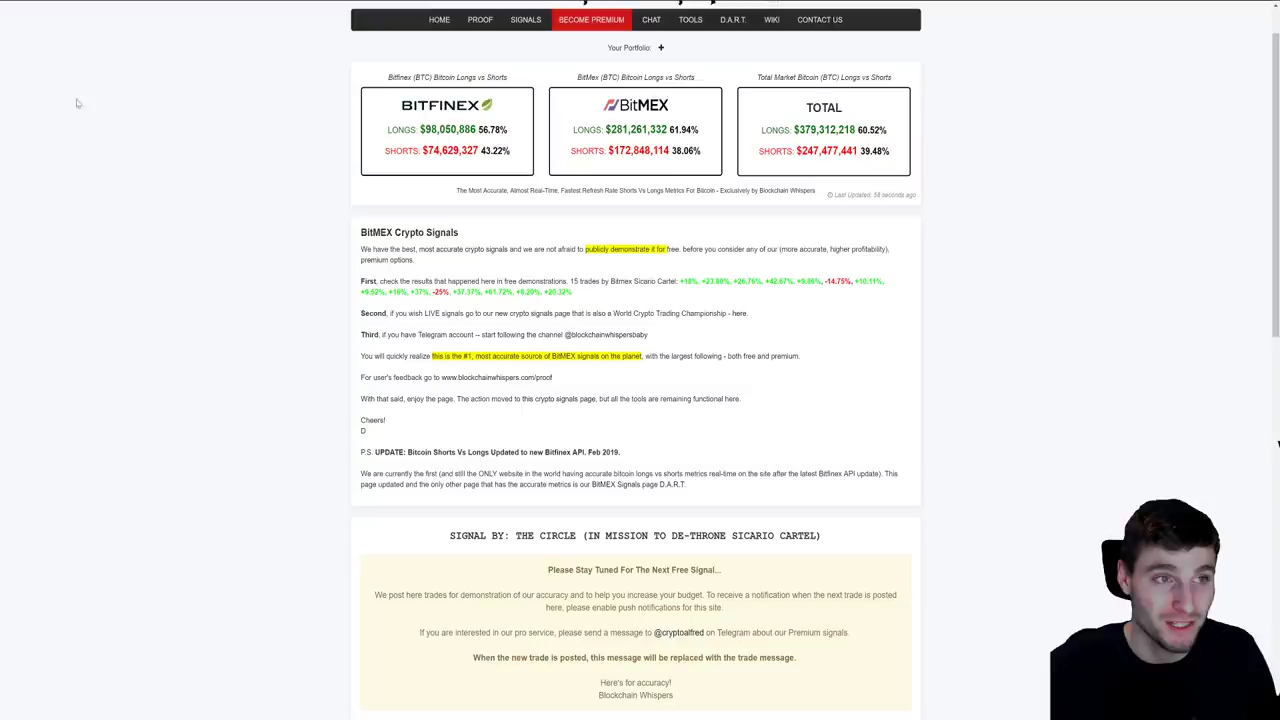 HOME PROOF SIGNALS BECOME PREMIUM CHAT TOOLS D.A.R.T. WIKI CONTACT US
Your Portfolio: +
Bitfinex (BTC) Bitcoin Longs vs Shorts
BITFINEX
LONGS: $98,050,886 56.78%
SHORTS: $74,629,327 43.22%
BitMex (BTC) Bitcoin Longs vs Shorts
BitMEX
LONGS: $281,261,332 61.94%
SHORTS: $172,848,114 38.06%
Total Market Bitcoin (BTC) Longs vs Shorts
TOTAL
LONGS: $379,312,218 60.52%
SHORTS: $247,477,441 39.48%
The Most Accurate, Almost Real-Time, Fastest Refresh Rate Shorts Vs Longs Metrics For Bitcoin - Exclusively by Blockchain Whispers
Last Updated: 58 seconds ago
BitMEX Crypto Signals
We have the best, most accurate crypto signals and we are not afraid to publicly demonstrate it for free. before you consider any of our (more accurate, higher profitability),
premium options.
First, check the results that happened here in free demonstrations. 15 trades by Bitmex Sicario Cartel: +18%, +23.69%, +26.76%, +42.67%, +9.86%, -14.75%, +10.11%,
+9.52%, +16%, +37%, -25%, +37.37%, +61.72%, +8.20%, +20.32%
Second, if you wish LIVE signals go to our new crypto signals page that is also a World Crypto Trading Championship - here.
Third, if you have Telegram account -- start following the channel @blockchainwhispersbaby
You will quickly realize this is the #1, most accurate source of BitMEX signals on the planet, with the largest following - both free and premium.
For user's feedback go to www.blockchainwhispers.com/proof
With that said, enjoy the page. The action moved to this crypto signals page, but all the tools are remaining functional here.
Cheers!
D
P.S. UPDATE: Bitcoin Shorts Vs Longs Updated to new Bitfinex API. Feb 2019.
We are currently the first (and still the ONLY website in the world having accurate bitcoin longs vs shorts metrics real-time on the site after the latest Bitfinex API update). This
page updated and the only other page that has the accurate metrics is our BitMEX Signals page D.A.R.T.
SIGNAL BY: THE CIRCLE (IN MISSION TO DE-THRONE SICARIO CARTEL)
Please Stay Tuned For The Next Free Signal...
We post here trades for demonstration of our accuracy and to help you increase your budget. To receive a notification when the next trade is posted
here, please enable push notifications for this site.
If you are interested in our pro service, please send a message to @cryptoalfred on Telegram about our Premium signals.
When the new trade is posted, this message will be replaced with the trade message.
Here's for accuracy!
Blockchain Whispers